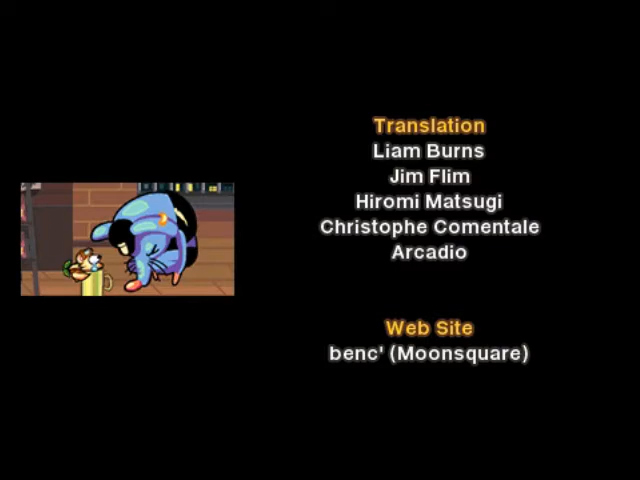 Translation
Liam Burns
Jim Flim
Hiromi Matsugi
Christophe Comentale
Arcadio
Web Site
benc' (Moonsquare)